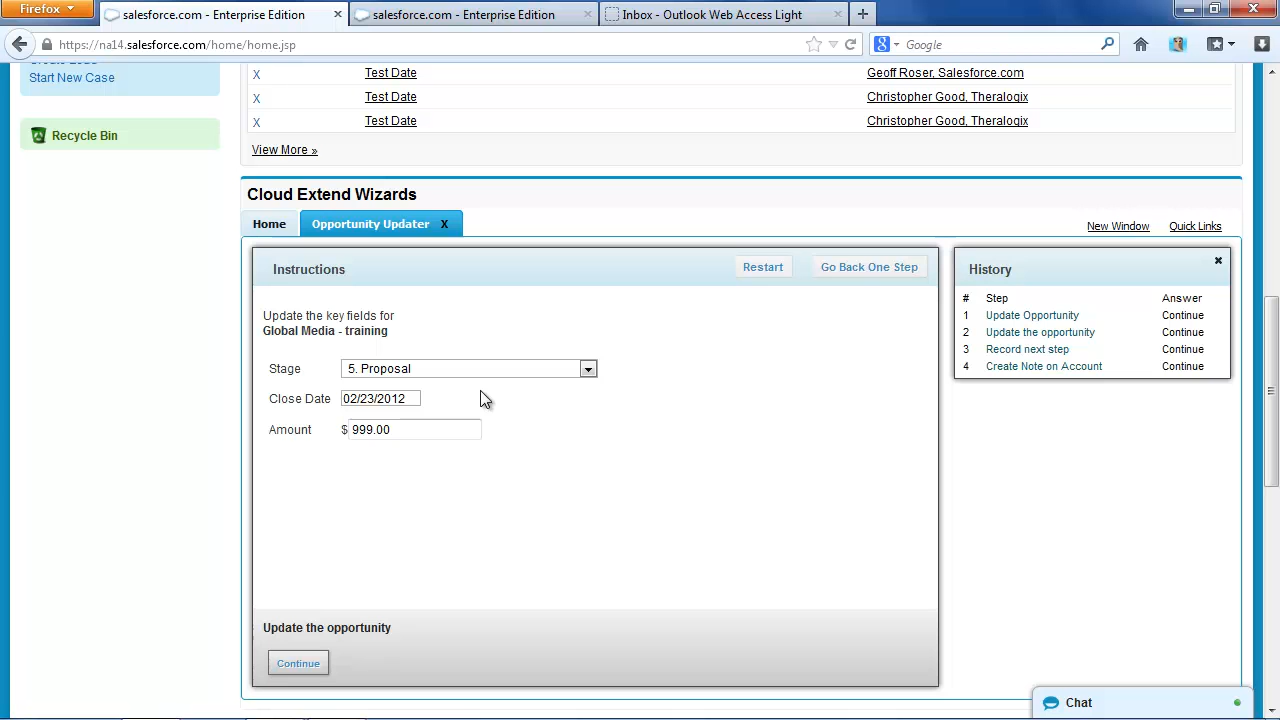 Firefox
salesforce.com - Enterprise Edition
salesforce.com - Enterprise Edition
Inbox - Outlook Web Access Light
https://na14.salesforce.com/home/home.jsp
Google
Start New Case
Recycle Bin
X Test Date Geoff Roser, Salesforce.com
X Test Date Christopher Good, Theralogix
X Test Date Christopher Good, Theralogix
View More »
Cloud Extend Wizards
Home
Opportunity Updater X
New Window
Quick Links
Instructions
Restart
Go Back One Step
Update the key fields for
Global Media - training
Stage 5. Proposal
Close Date 02/23/2012
Amount $ 999.00
Update the opportunity
Continue
History
# Step Answer
1 Update Opportunity Continue
2 Update the opportunity Continue
3 Record next step Continue
4 Create Note on Account Continue
Chat